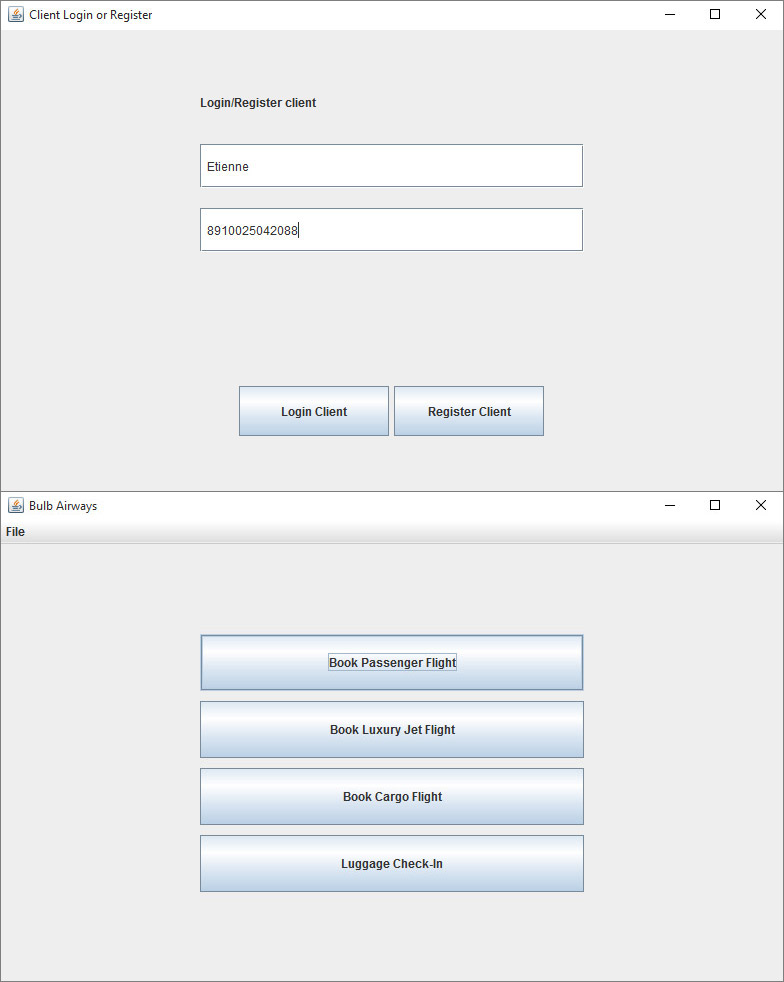 Client Login or Register
Login/Register client
Etienne
8910025042088
Login Client
Register Client
Bulb Airways
File
Book Passenger Flight
Book Luxury Jet Flight
Book Cargo Flight
Luggage Check-In